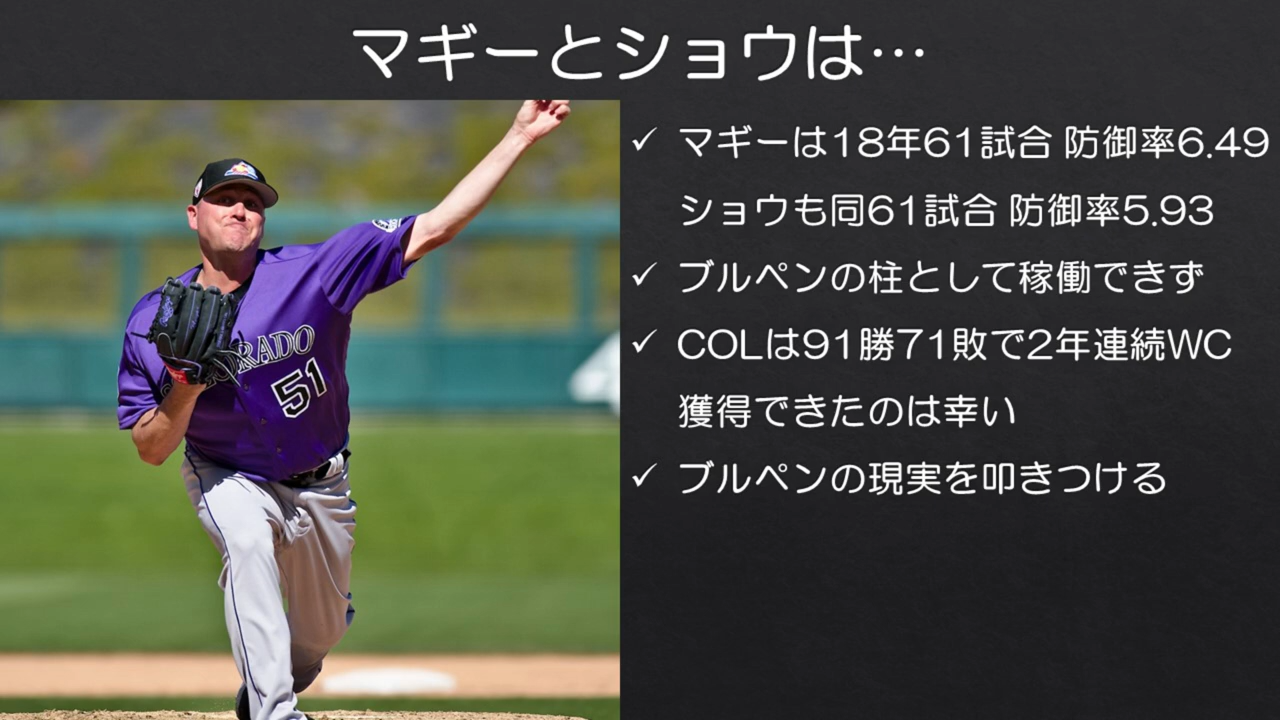 マギーとショウは…
✓ マギーは18年61試合 防御率6.49
ショウも同61試合 防御率5.93
✓ ブルペンの柱として稼働できず
✓ COLは91勝71敗で2年連続WC
獲得できたのは幸い
✓ ブルペンの現実を叩きつける
COLORADO
51